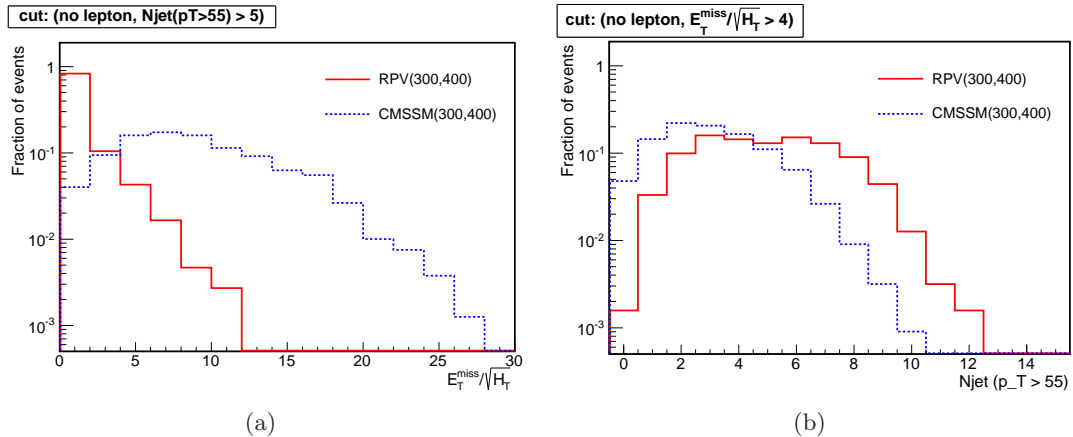 cut: (no lepton, Njet(pT>55) > 5)
Fraction of events
1
10^-1
10^-2
10^-3
RPV(300,400)
CMSSM(300,400)
0 5 10 15 20 25 30
E_T^miss/√H_T
(a)
cut: (no lepton, E_T^miss/√H_T > 4)
Fraction of events
1
10^-1
10^-2
10^-3
RPV(300,400)
CMSSM(300,400)
0 2 4 6 8 10 12 14
Njet (p_T > 55)
(b)